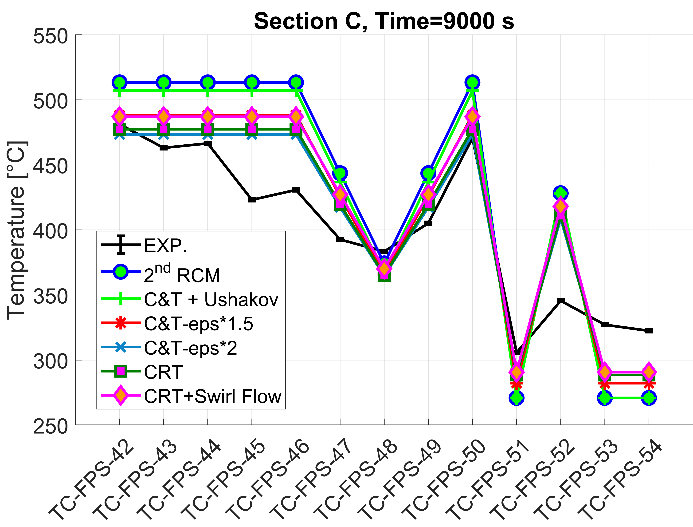 Section C, Time=9000 s
550
500
450
400
350
300
250
Temperature [°C]
EXP.
2nd RCM
C&T + Ushakov
C&T-eps*1.5
C&T-eps*2
CRT
CRT+Swirl Flow
TC-FPS-42
TC-FPS-43
TC-FPS-44
TC-FPS-45
TC-FPS-46
TC-FPS-47
TC-FPS-48
TC-FPS-49
TC-FPS-50
TC-FPS-51
TC-FPS-52
TC-FPS-53
TC-FPS-54